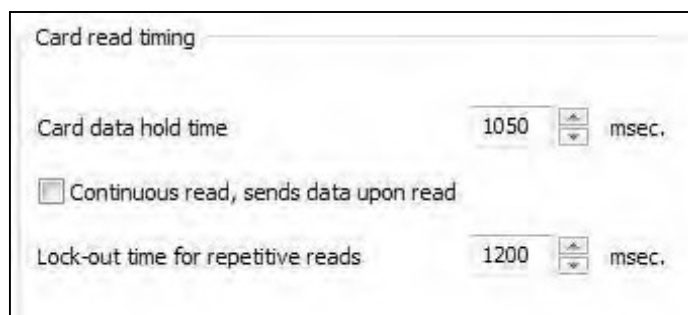 Card read timing
Card data hold time 1050 msec.
Continuous read, sends data upon read
Lock-out time for repetitive reads 1200 msec.